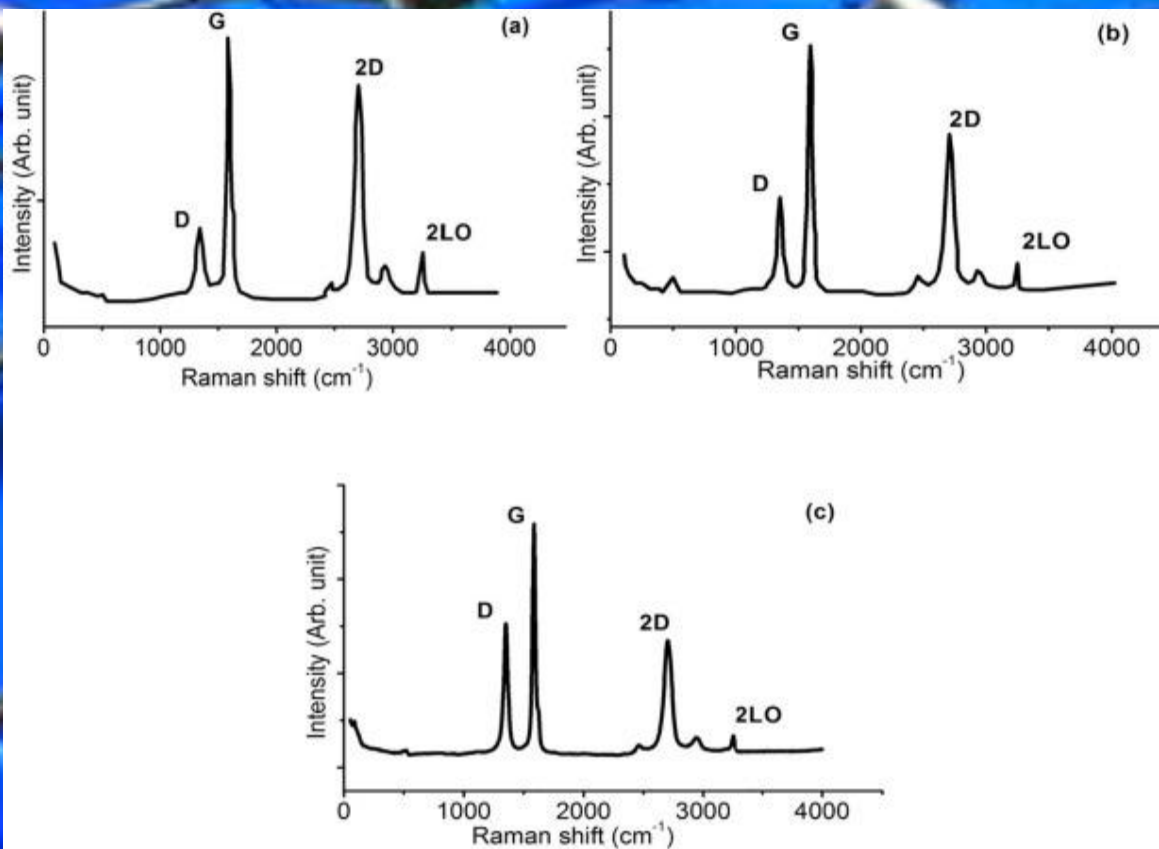 G
(a)
2D
D
2LO
Intensity (Arb. unit)
0 1000 2000 3000 4000
Raman shift (cm⁻¹)
G
(b)
2D
D
2LO
Intensity (Arb. unit)
0 1000 2000 3000 4000
Raman shift (cm⁻¹)
G
(c)
D
2D
2LO
Intensity (Arb. unit)
0 1000 2000 3000 4000
Raman shift (cm⁻¹)